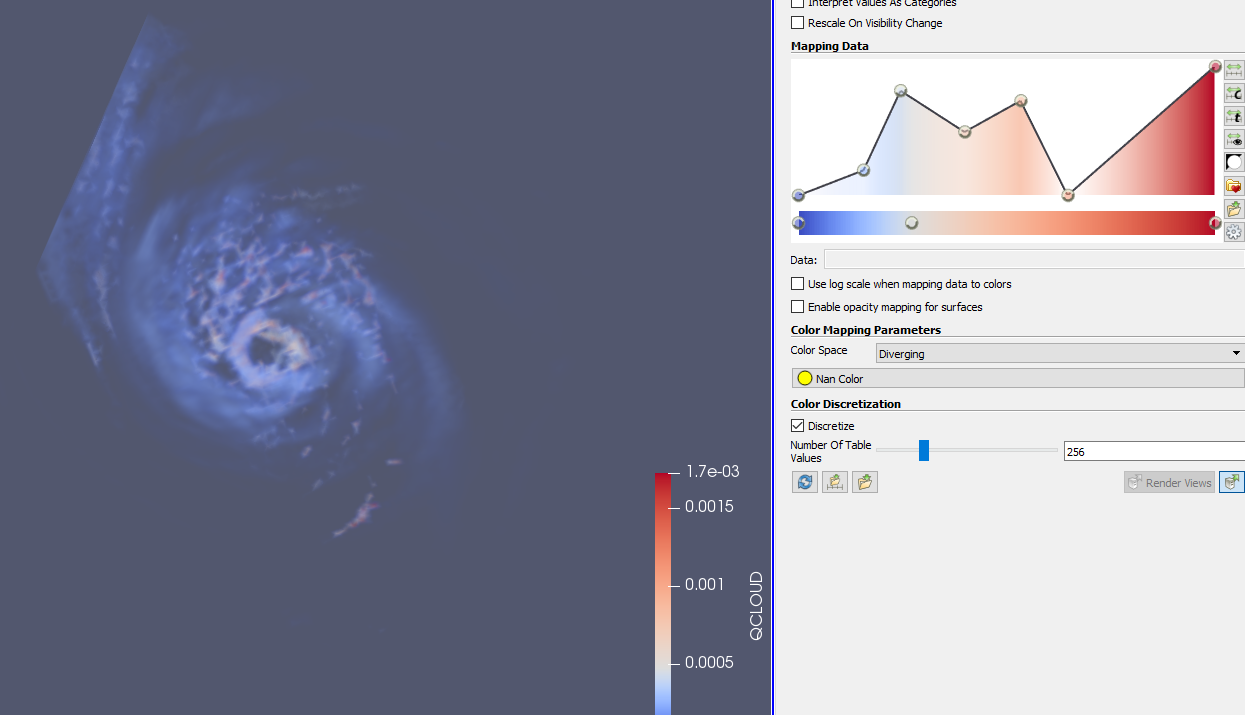 Interpret Values As Categories
Rescale On Visibility Change
Mapping Data
Data:
Use log scale when mapping data to colors
Enable opacity mapping for surfaces
Color Mapping Parameters
Color Space
Diverging
Nan Color
Color Discretization
Discretize
Number Of Table
Values
256
Render Views
1.7e-03
0.0015
0.001
0.0005
QCLOUD